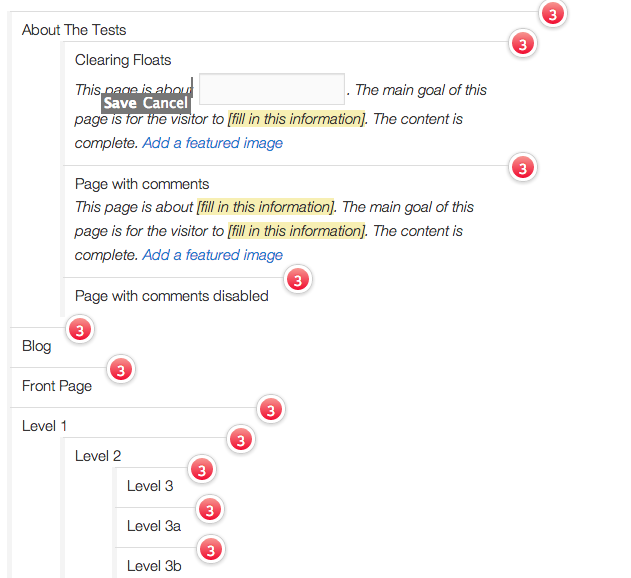 3
About The Tests
3
Clearing Floats
This page is about . The main goal of this
Save Cancel
page is for the visitor to [fill in this information]. The content is
complete. Add a featured image
3
Page with comments
This page is about [fill in this information]. The main goal of this
page is for the visitor to [fill in this information]. The content is
complete. Add a featured image
3
Page with comments disabled
3
Blog
3
Front Page
3
Level 1
3
Level 2
3
Level 3
3
Level 3a
3
Level 3b